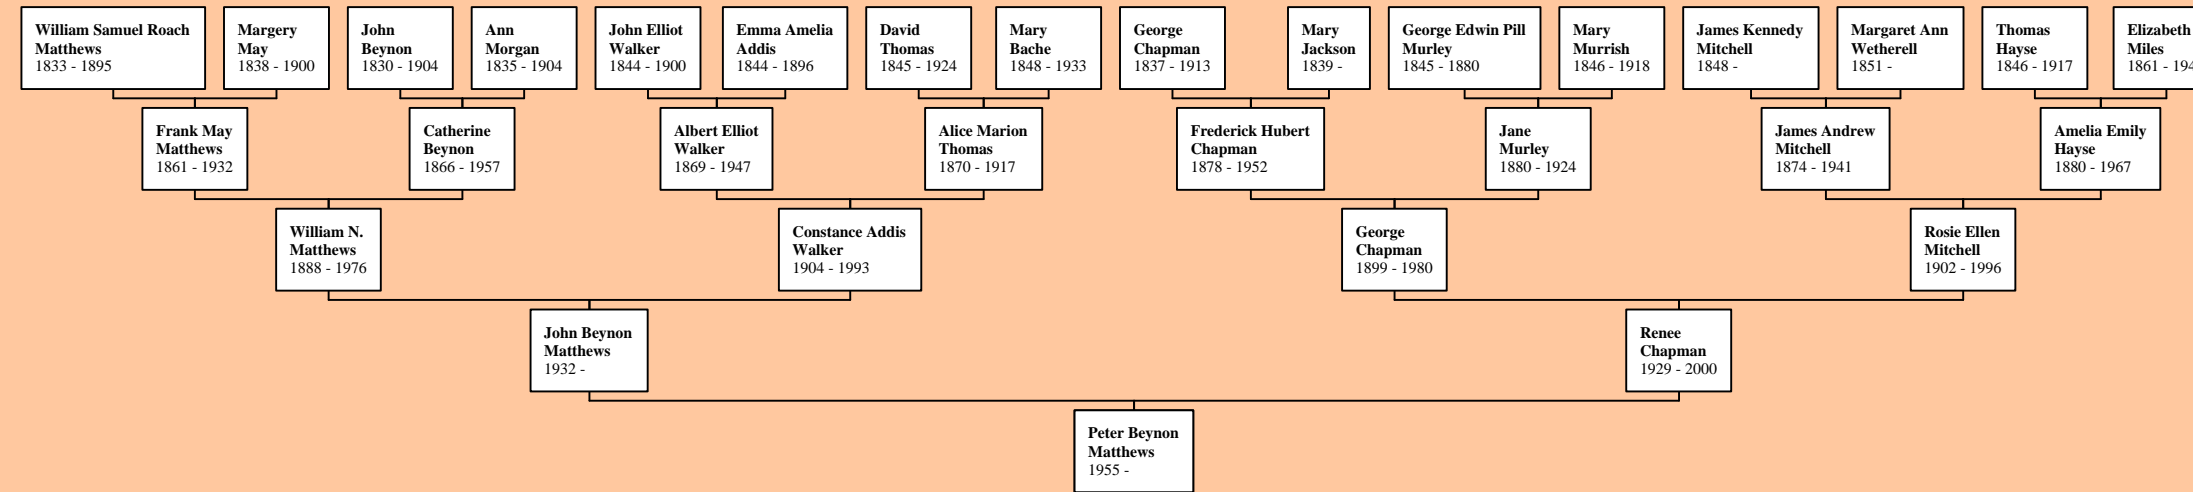 William Samuel Roach
Matthews
1833 - 1895
Margery
May
1838 - 1900
John
Beynon
1830 - 1904
Ann
Morgan
1835 - 1904
John Elliot
Walker
1844 - 1900
Emma Amelia
Addis
1844 - 1896
David
Thomas
1845 - 1924
Mary
Bache
1848 - 1933
George
Chapman
1837 - 1913
Mary
Jackson
1839 -
George Edwin Pill
Murley
1845 - 1880
Mary
Murrish
1846 - 1918
James Kennedy
Mitchell
1848 -
Margaret Ann
Wetherell
1851 -
Thomas
Hayse
1846 - 1917
Elizabeth
Miles
1861 -
Frank May
Matthews
1861 - 1932
Catherine
Beynon
1866 - 1957
Albert Elliot
Walker
1869 - 1947
Alice Marion
Thomas
1870 - 1917
Frederick Hubert
Chapman
1878 - 1952
Jane
Murley
1880 - 1924
James Andrew
Mitchell
1874 - 1941
Amelia Emily
Hayse
1880 - 1967
William N.
Matthews
1888 - 1976
Constance Addis
Walker
1904 - 1993
George
Chapman
1899 - 1980
Rosie Ellen
Mitchell
1902 - 1996
John Beynon
Matthews
1932 -
Renee
Chapman
1929 - 2000
Peter Beynon
Matthews
1955 -